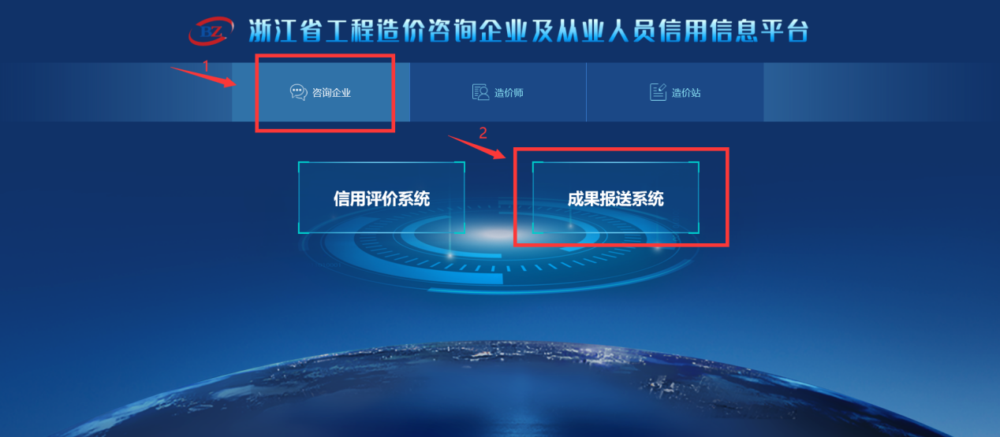 BZ 浙江省工程造价咨询企业及从业人员信用信息平台
1
咨询企业 造价师 造价站
2
信用评价系统 成果报送系统